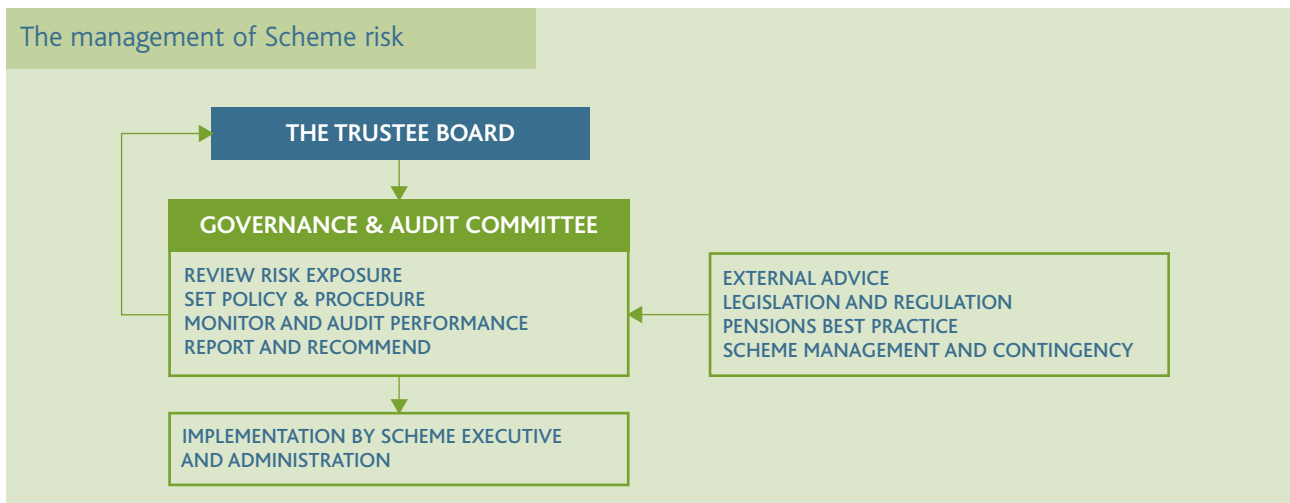 The management of Scheme risk
THE TRUSTEE BOARD
GOVERNANCE & AUDIT COMMITTEE
REVIEW RISK EXPOSURE
SET POLICY & PROCEDURE
MONITOR AND AUDIT PERFORMANCE
REPORT AND RECOMMEND
EXTERNAL ADVICE
LEGISLATION AND REGULATION
PENSIONS BEST PRACTICE
SCHEME MANAGEMENT AND CONTINGENCY
IMPLEMENTATION BY SCHEME EXECUTIVE
AND ADMINISTRATION